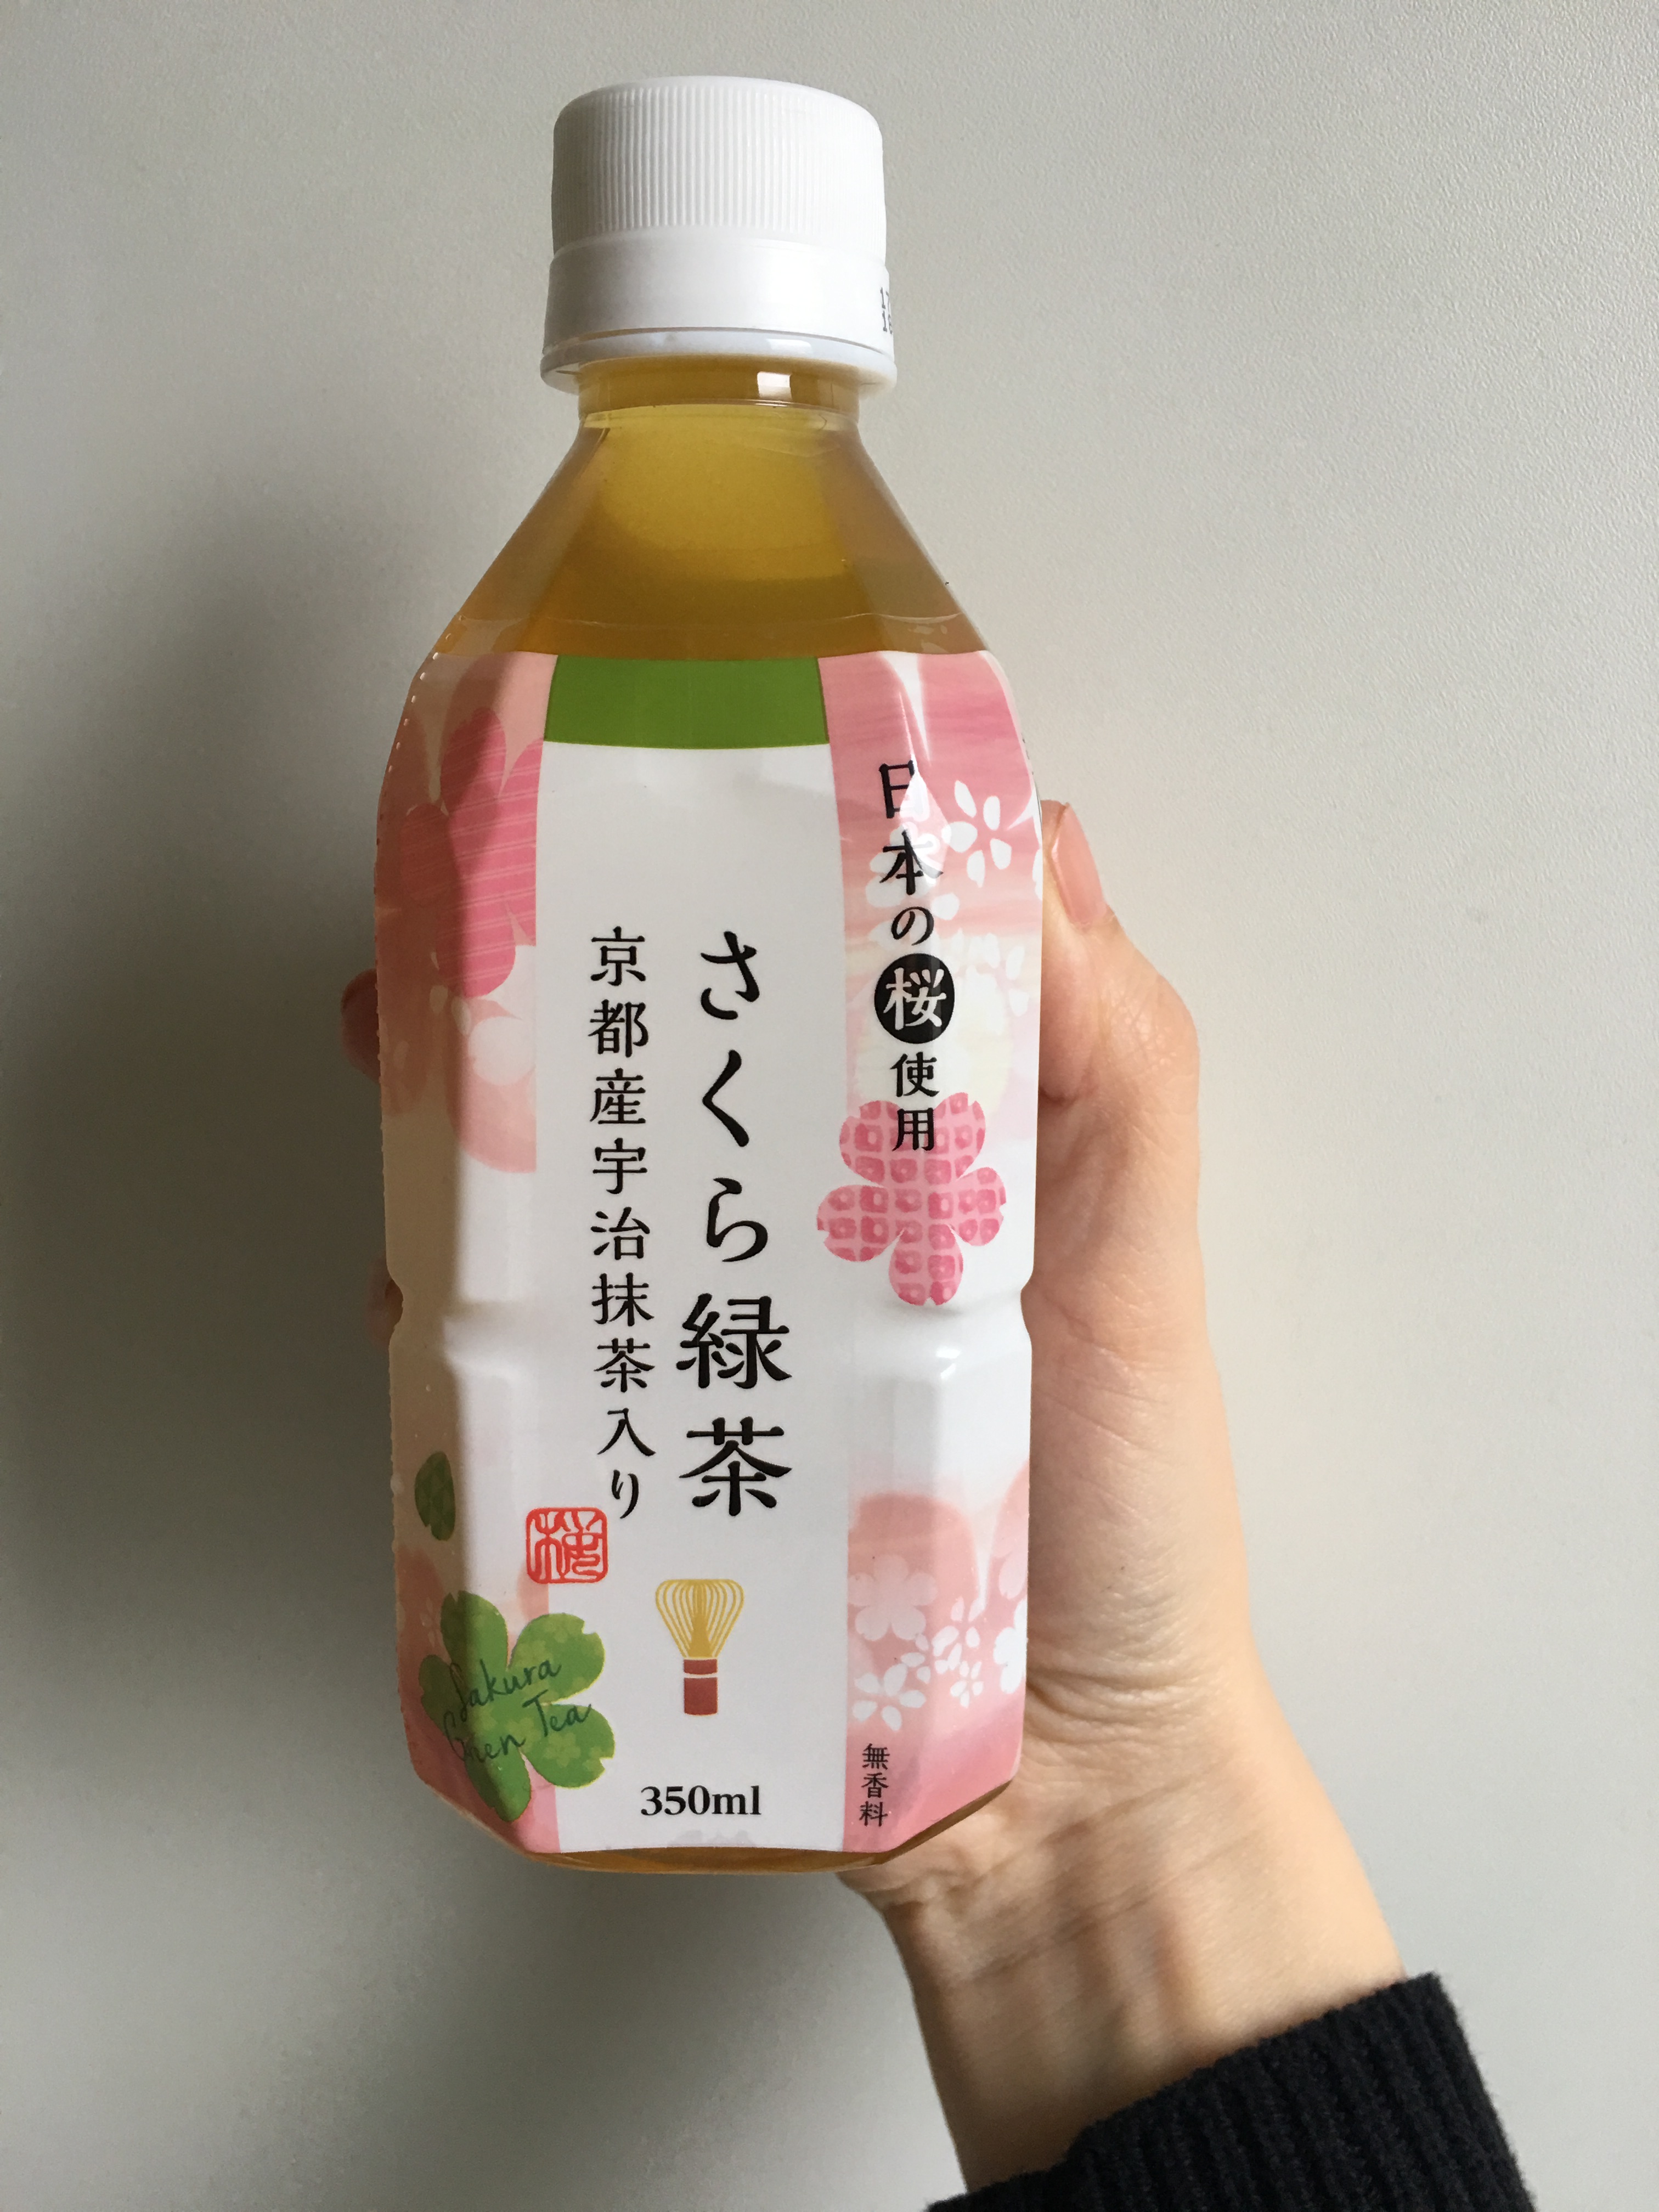 日本の桜使用
さくら緑茶
京都産宇治抹茶入り
桜
Sakura
Green Tea
350ml
無香料